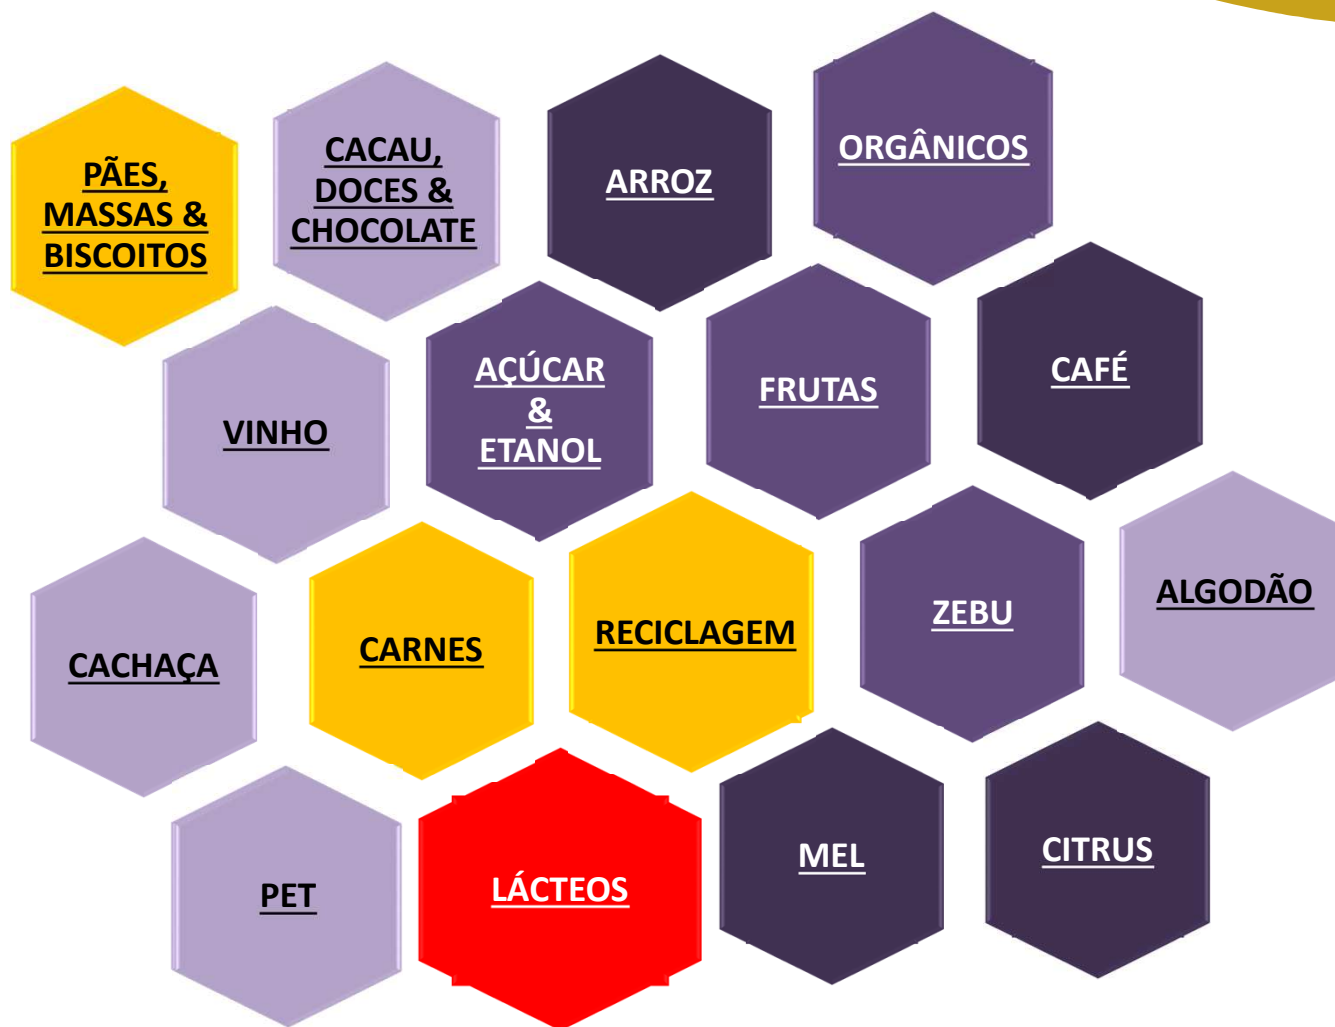 PÃES,
MASSAS &
BISCOITOS
CACAU,
DOCES &
CHOCOLATE
ARROZ
ORGÂNICOS
VINHO
AÇÚCAR
&
ETANOL
FRUTAS
CAFÉ
CACHAÇA
CARNES
RECICLAGEM
ZEBU
ALGODÃO
PET
LÁCTEOS
MEL
CITRUS